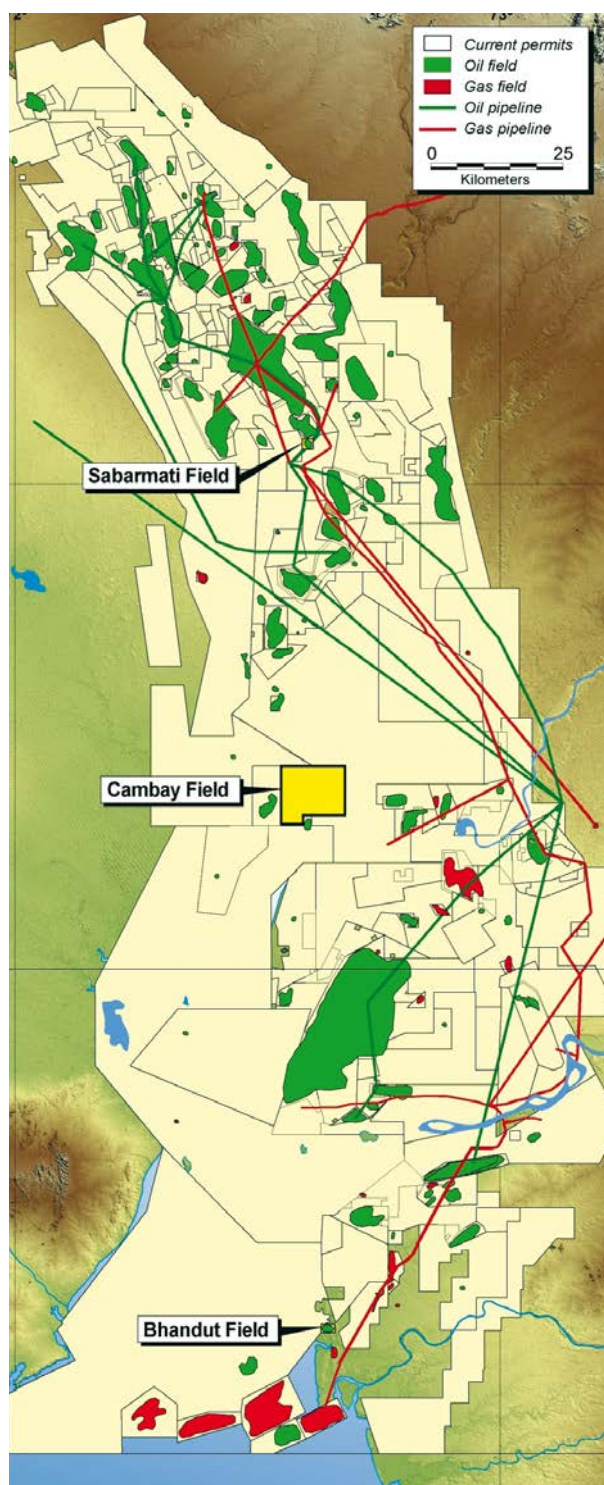 2°
73°
Current permits
Oil field
Gas field
Oil pipeline
Gas pipeline
0 25
Kilometers
Sabarmati Field
Cambay Field
Bhandut Field